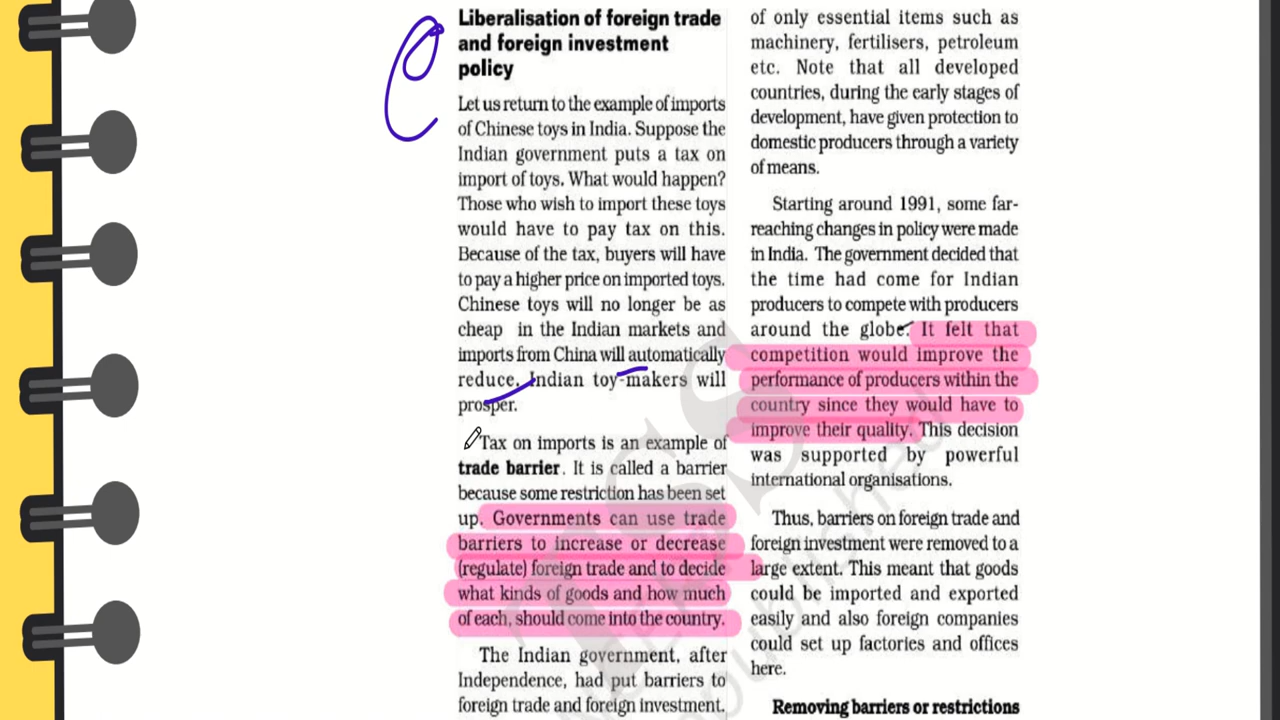 Liberalisation of foreign trade
and foreign investment
policy
Let us return to the example of imports
of Chinese toys in India. Suppose the
Indian government puts a tax on
import of toys. What would happen?
Those who wish to import these toys
would have to pay tax on this.
Because of the tax, buyers will have
to pay a higher price on imported toys.
Chinese toys will no longer be as
cheap in the Indian markets and
imports from China will automatically
reduce. Indian toy-makers will
prosper.
Tax on imports is an example of
trade barrier. It is called a barrier
because some restriction has been set
up. Governments can use trade
barriers to increase or decrease
(regulate) foreign trade and to decide
what kinds of goods and how much
of each, should come into the country.
The Indian government, after
Independence, had put barriers to
foreign trade and foreign investment.
of only essential items such as
machinery, fertilisers, petroleum
etc. Note that all developed
countries, during the early stages of
development, have given protection to
domestic producers through a variety
of means.
Starting around 1991, some far-
reaching changes in policy were made
in India. The government decided that
the time had come for Indian
producers to compete with producers
around the globe. It felt that
competition would improve the
performance of producers within the
country since they would have to
improve their quality. This decision
was supported by powerful
international organisations.
Thus, barriers on foreign trade and
foreign investment were removed to a
large extent. This meant that goods
could be imported and exported
easily and also foreign companies
could set up factories and offices
here.
Removing barriers or restrictions